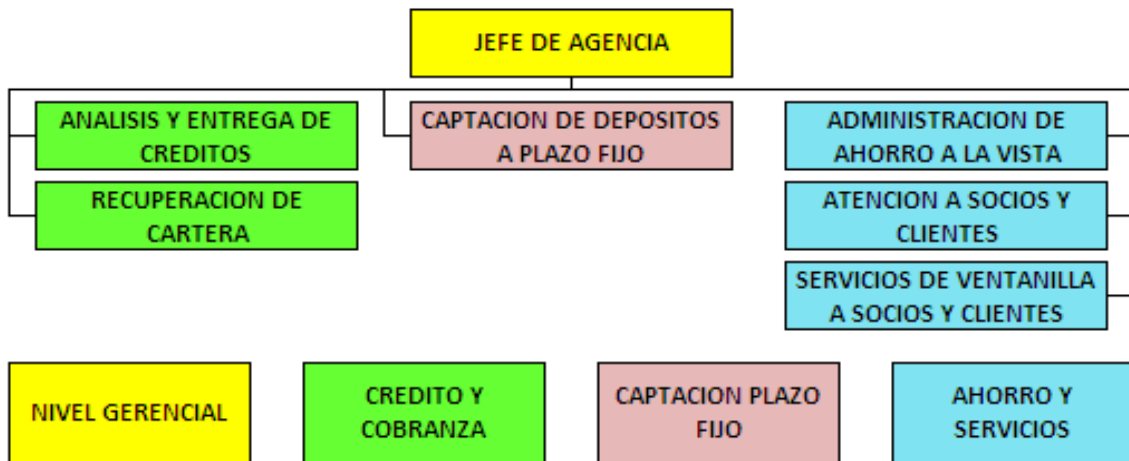 JEFE DE AGENCIA
ANALISIS Y ENTREGA DE
CREDITOS
RECUPERACION DE
CARTERA
CAPTACION DE DEPOSITOS
A PLAZO FIJO
ADMINISTRACION DE
AHORRO A LA VISTA
ATENCION A SOCIOS Y
CLIENTES
SERVICIOS DE VENTANILLA
A SOCIOS Y CLIENTES
NIVEL GERENCIAL
CREDITO Y
COBRANZA
CAPTACION PLAZO
FIJO
AHORRO Y
SERVICIOS